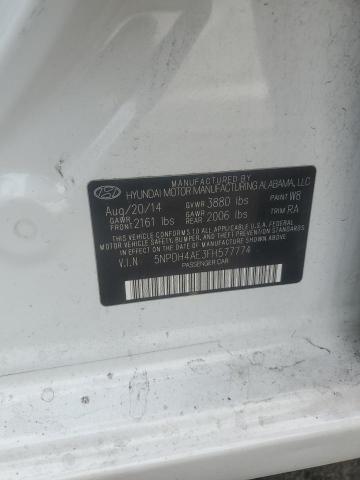 MANUFACTURED BY
HYUNDAI MOTOR MANUFACTURING ALABAMA, LLC
Aug/20/14 GVWR 3880 lbs PAINT W8
GAWR FRONT 2161 lbs GAWR REAR 2006 lbs TRIM RA
THIS VEHICLE CONFORMS TO ALL APPLICABLE U.S.A. FEDERAL
MOTOR VEHICLE SAFETY, BUMPER, AND THEFT PREVENTION
STANDARDS IN EFFECT ON THE DATE OF MANUFACTURE SHOWN ABOVE.
V.I.N. 5NPDH4AE3FH577774
PASSENGER CAR